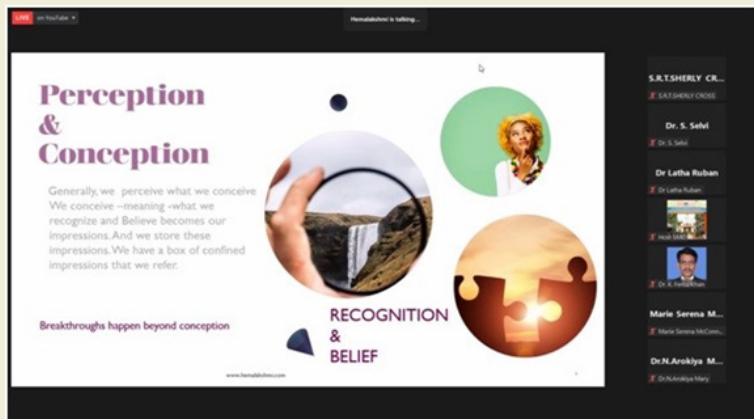 LIVE on YouTube
Hemalakshmi is talking...
Perception
&
Conception
Generally, we perceive what we conceive
We conceive –meaning -what we
recognize and Believe becomes our
impressions. And we store these
impressions. We have a box of confined
impressions that we refer.
Breakthroughs happen beyond conception
RECOGNITION
&
BELIEF
www.hemalakshmi.com
S.R.T.SHERLY CR...
S.R.T.SHERLY CROSS
Dr. S. Selvi
Dr. S. Selvi
Dr Latha Ruban
Dr Latha Ruban
Dr. K.
Marie Serena M...
Marie Serena McConn...
Dr.N.Arokiya M...
Dr.N.Arokiya Mary